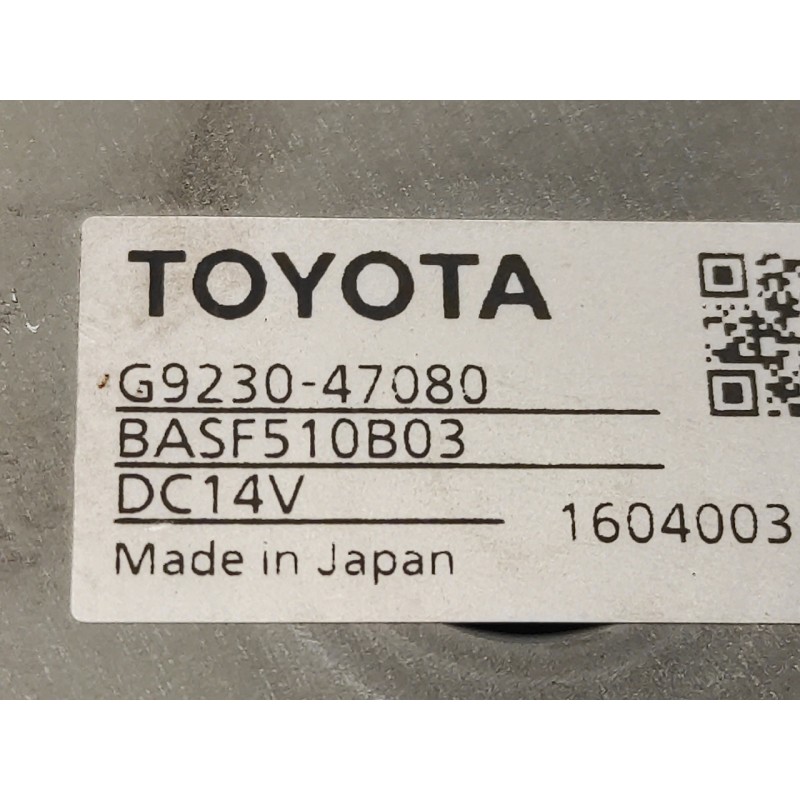 TOYOTA
G9230-47080
BASF510B03
DC14V
1604003
Made in Japan